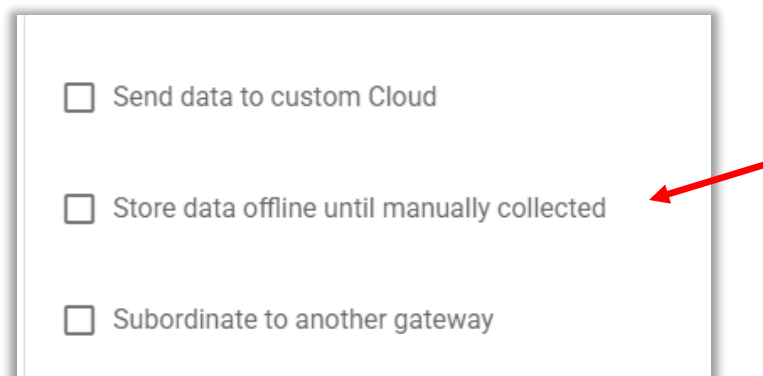 Send data to custom Cloud
Store data offline until manually collected
Subordinate to another gateway